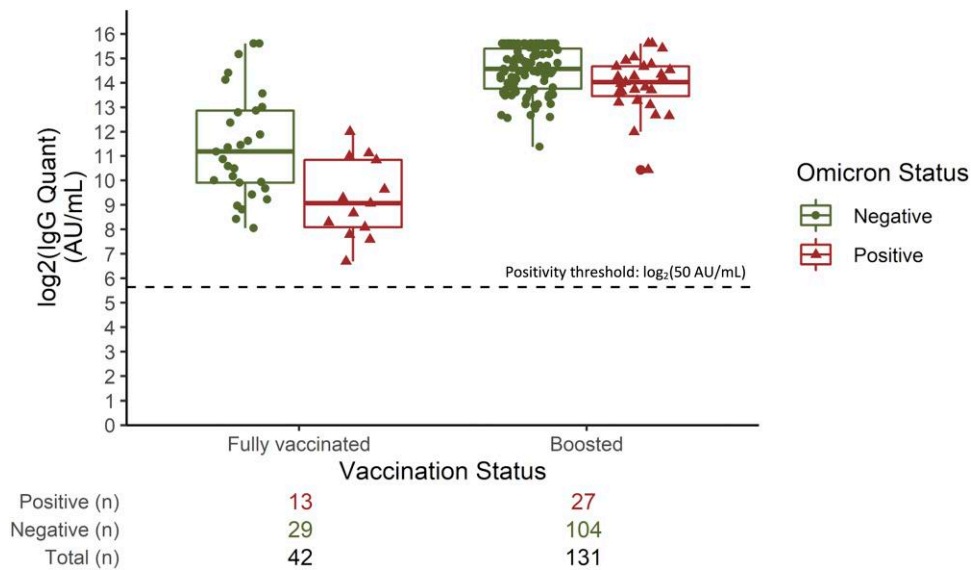 16
15
14
13
12
11
10
9
8
7
6
5
4
3
2
1
0
log2(IgG Quant)
(AU/mL)
Positivity threshold: log₂(50 AU/mL)
Omicron Status
Negative
Positive
Fully vaccinated Boosted
Vaccination Status
Positive (n) 13 27
Negative (n) 29 104
Total (n) 42 131